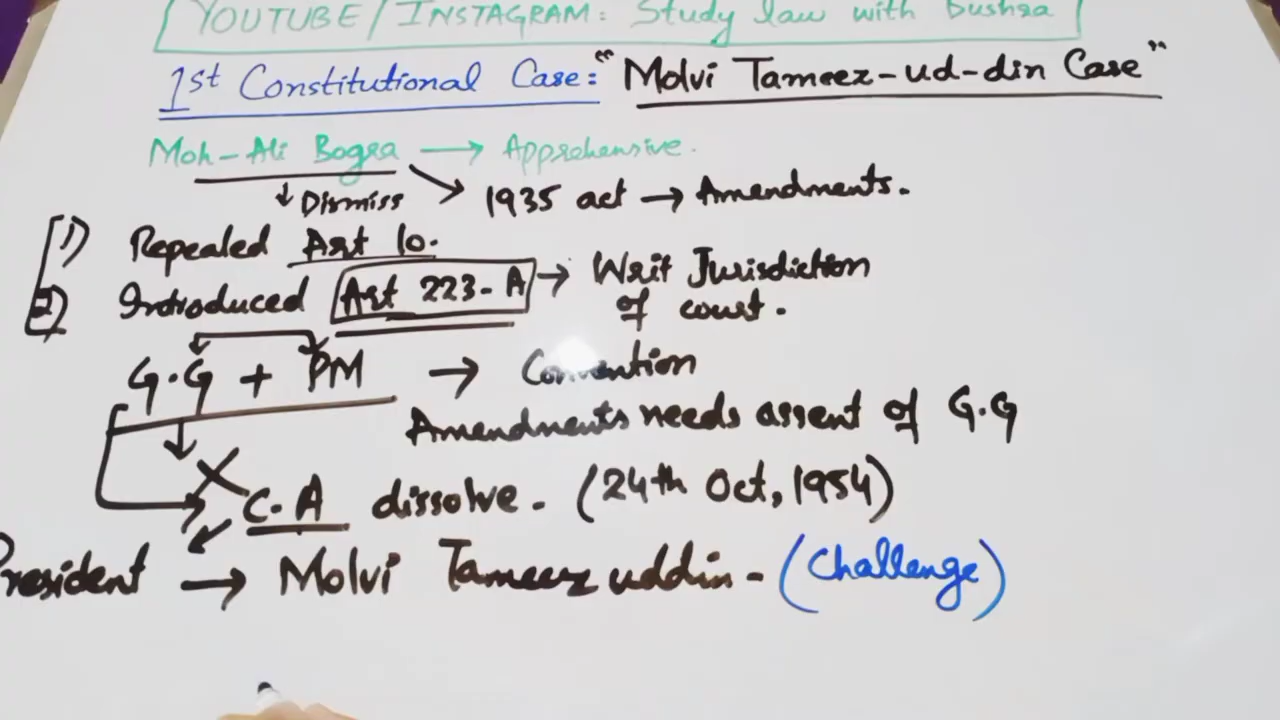 YOUTUBE/INSTAGRAM: Study law with bushra
1st Constitutional Case: "Molvi Tameez-ud-din Case"
Moh-Ali Bogra → Apprehensive.
↓ Dismiss → 1935 act → Amendments.
1) Repealed Art 10.
2) Introduced Art 223-A → Writ Jurisdiction
of court.
G.G + PM → Convention
Amendments needs assent of G.G
C.A dissolve. (24th Oct, 1954)
President → Molvi Tameez uddin - (Challenge)